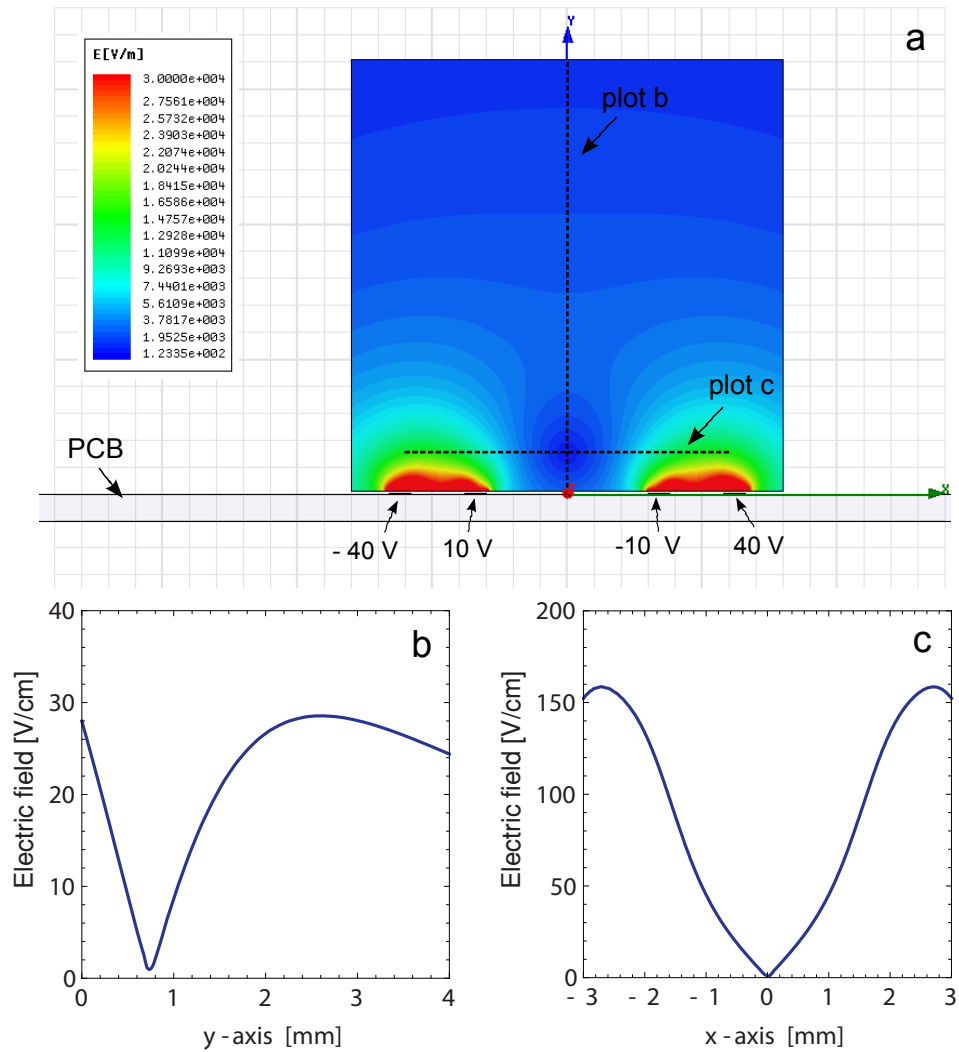 a
Y
E[V/m]
3.0000e+004
2.7561e+004
2.5732e+004
2.3903e+004
2.2074e+004
2.0244e+004
1.8415e+004
1.6586e+004
1.4757e+004
1.2928e+004
1.1099e+004
9.2693e+003
7.4401e+003
5.6109e+003
3.7817e+003
1.9525e+003
1.2335e+002
plot b
plot c
PCB
X
- 40 V
10 V
-10 V
40 V
b
40
30
20
10
0
Electric field [V/cm]
0 1 2 3 4
y - axis [mm]
c
200
150
100
50
0
Electric field [V/cm]
- 3 - 2 - 1 0 1 2 3
x - axis [mm]